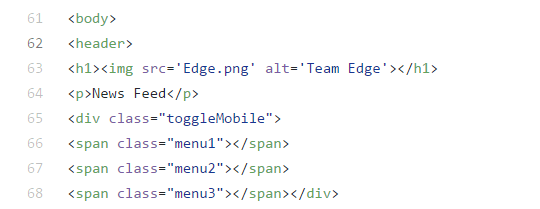 61 <body>
62 <header>
63 <h1><img src='Edge.png' alt='Team Edge'></h1>
64 <p>News Feed</p>
65 <div class="toggleMobile">
66 <span class="menu1"></span>
67 <span class="menu2"></span>
68 <span class="menu3"></span></div>